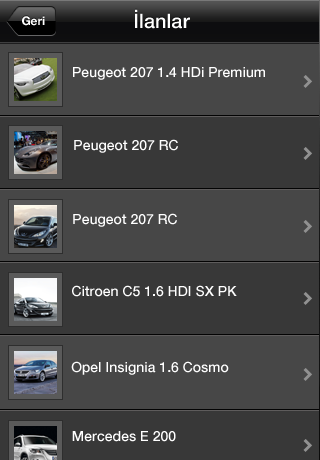 Geri
İlanlar
Peugeot 207 1.4 HDi Premium
Peugeot 207 RC
Peugeot 207 RC
Citroen C5 1.6 HDI SX PK
Opel Insignia 1.6 Cosmo
Mercedes E 200